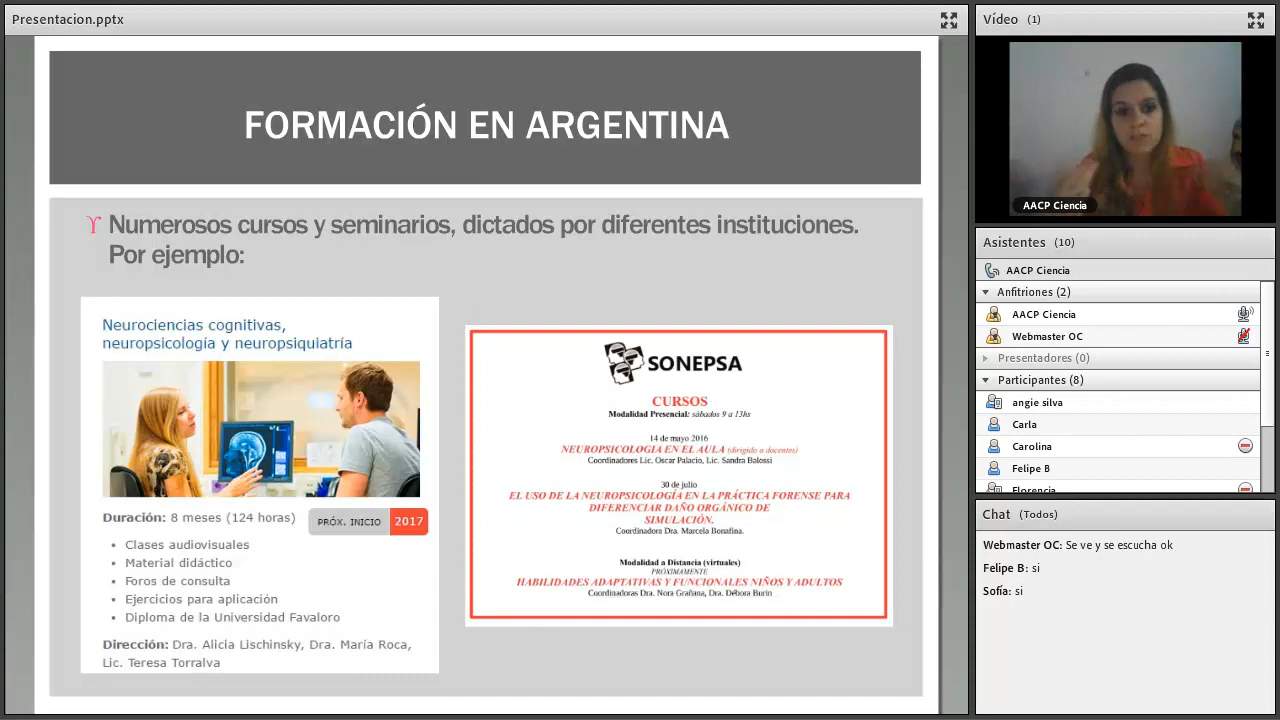 Presentacion.pptx
FORMACIÓN EN ARGENTINA
Numerosos cursos y seminarios, dictados por diferentes instituciones.
Por ejemplo:
Neurociencias cognitivas,
neuropsicología y neuropsiquiatría
Duración: 8 meses (124 horas)
PRÓX. INICIO 2017
• Clases audiovisuales
• Material didáctico
• Foros de consulta
• Ejercicios para aplicación
• Diploma de la Universidad Favaloro
Dirección: Dra. Alicia Lischinsky, Dra. María Roca,
Lic. Teresa Torralva
SONEPSA
CURSOS
Modalidad Presencial: sábados 9 a 13hs
14 de mayo 2016
NEUROPSICOLOGIA EN EL AULA (dirigido a docentes)
Coordinadores Lic. Oscar Palacio, Lic. Sandra Balossi
30 de julio
EL USO DE LA NEUROPSICOLOGÍA EN LA PRÁCTICA FORENSE PARA
DIFERENCIAR DAÑO ORGÁNICO DE
SIMULACIÓN.
Coordinadora Dra. Marcela Bonafina.
Modalidad a Distancia (virtuales)
PRÓXIMAMENTE
HABILIDADES ADAPTATIVAS Y FUNCIONALES NIÑOS Y ADULTOS
Coordinadoras Dra. Nora Grañana, Dra. Débora Burin
Vídeo (1)
AACP Ciencia
Asistentes (10)
AACP Ciencia
Anfitriones (2)
AACP Ciencia
Webmaster OC
Presentadores (0)
Participantes (8)
angie silva
Carla
Carolina
Felipe B
Florencia
Chat (Todos)
Webmaster OC: Se ve y se escucha ok
Felipe B: si
Sofía: si